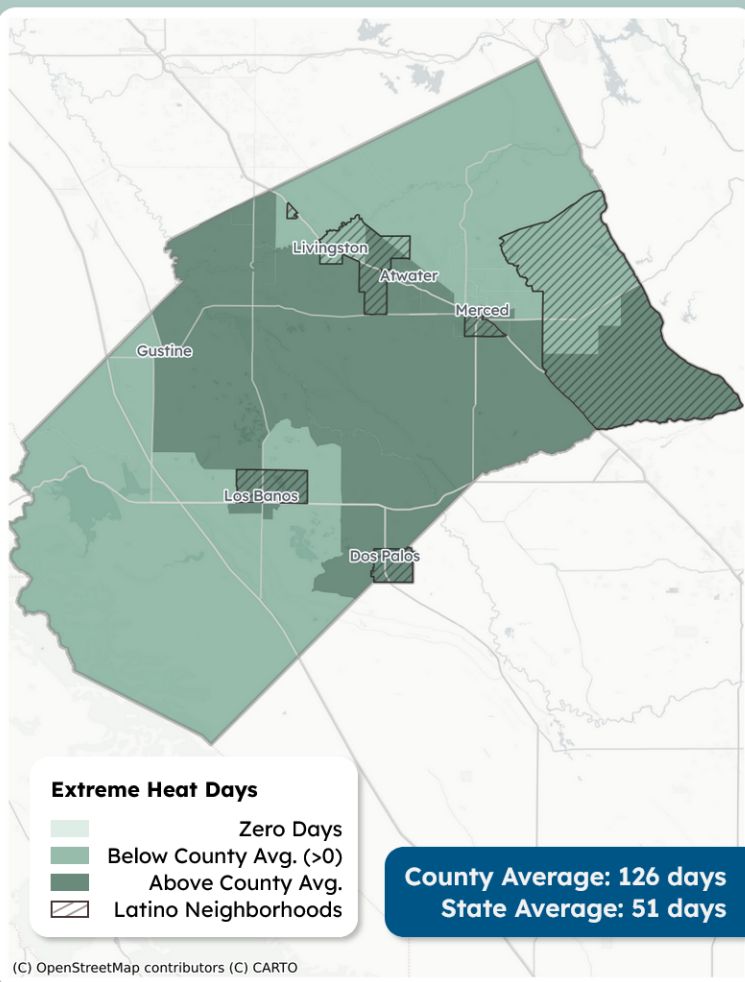 Livingston
Atwater
Merced
Gustine
Los Banos
Dos Palos
Extreme Heat Days
Zero Days
Below County Avg. (>0)
Above County Avg.
Latino Neighborhoods
County Average: 126 days
State Average: 51 days
(C) OpenStreetMap contributors (C) CARTO